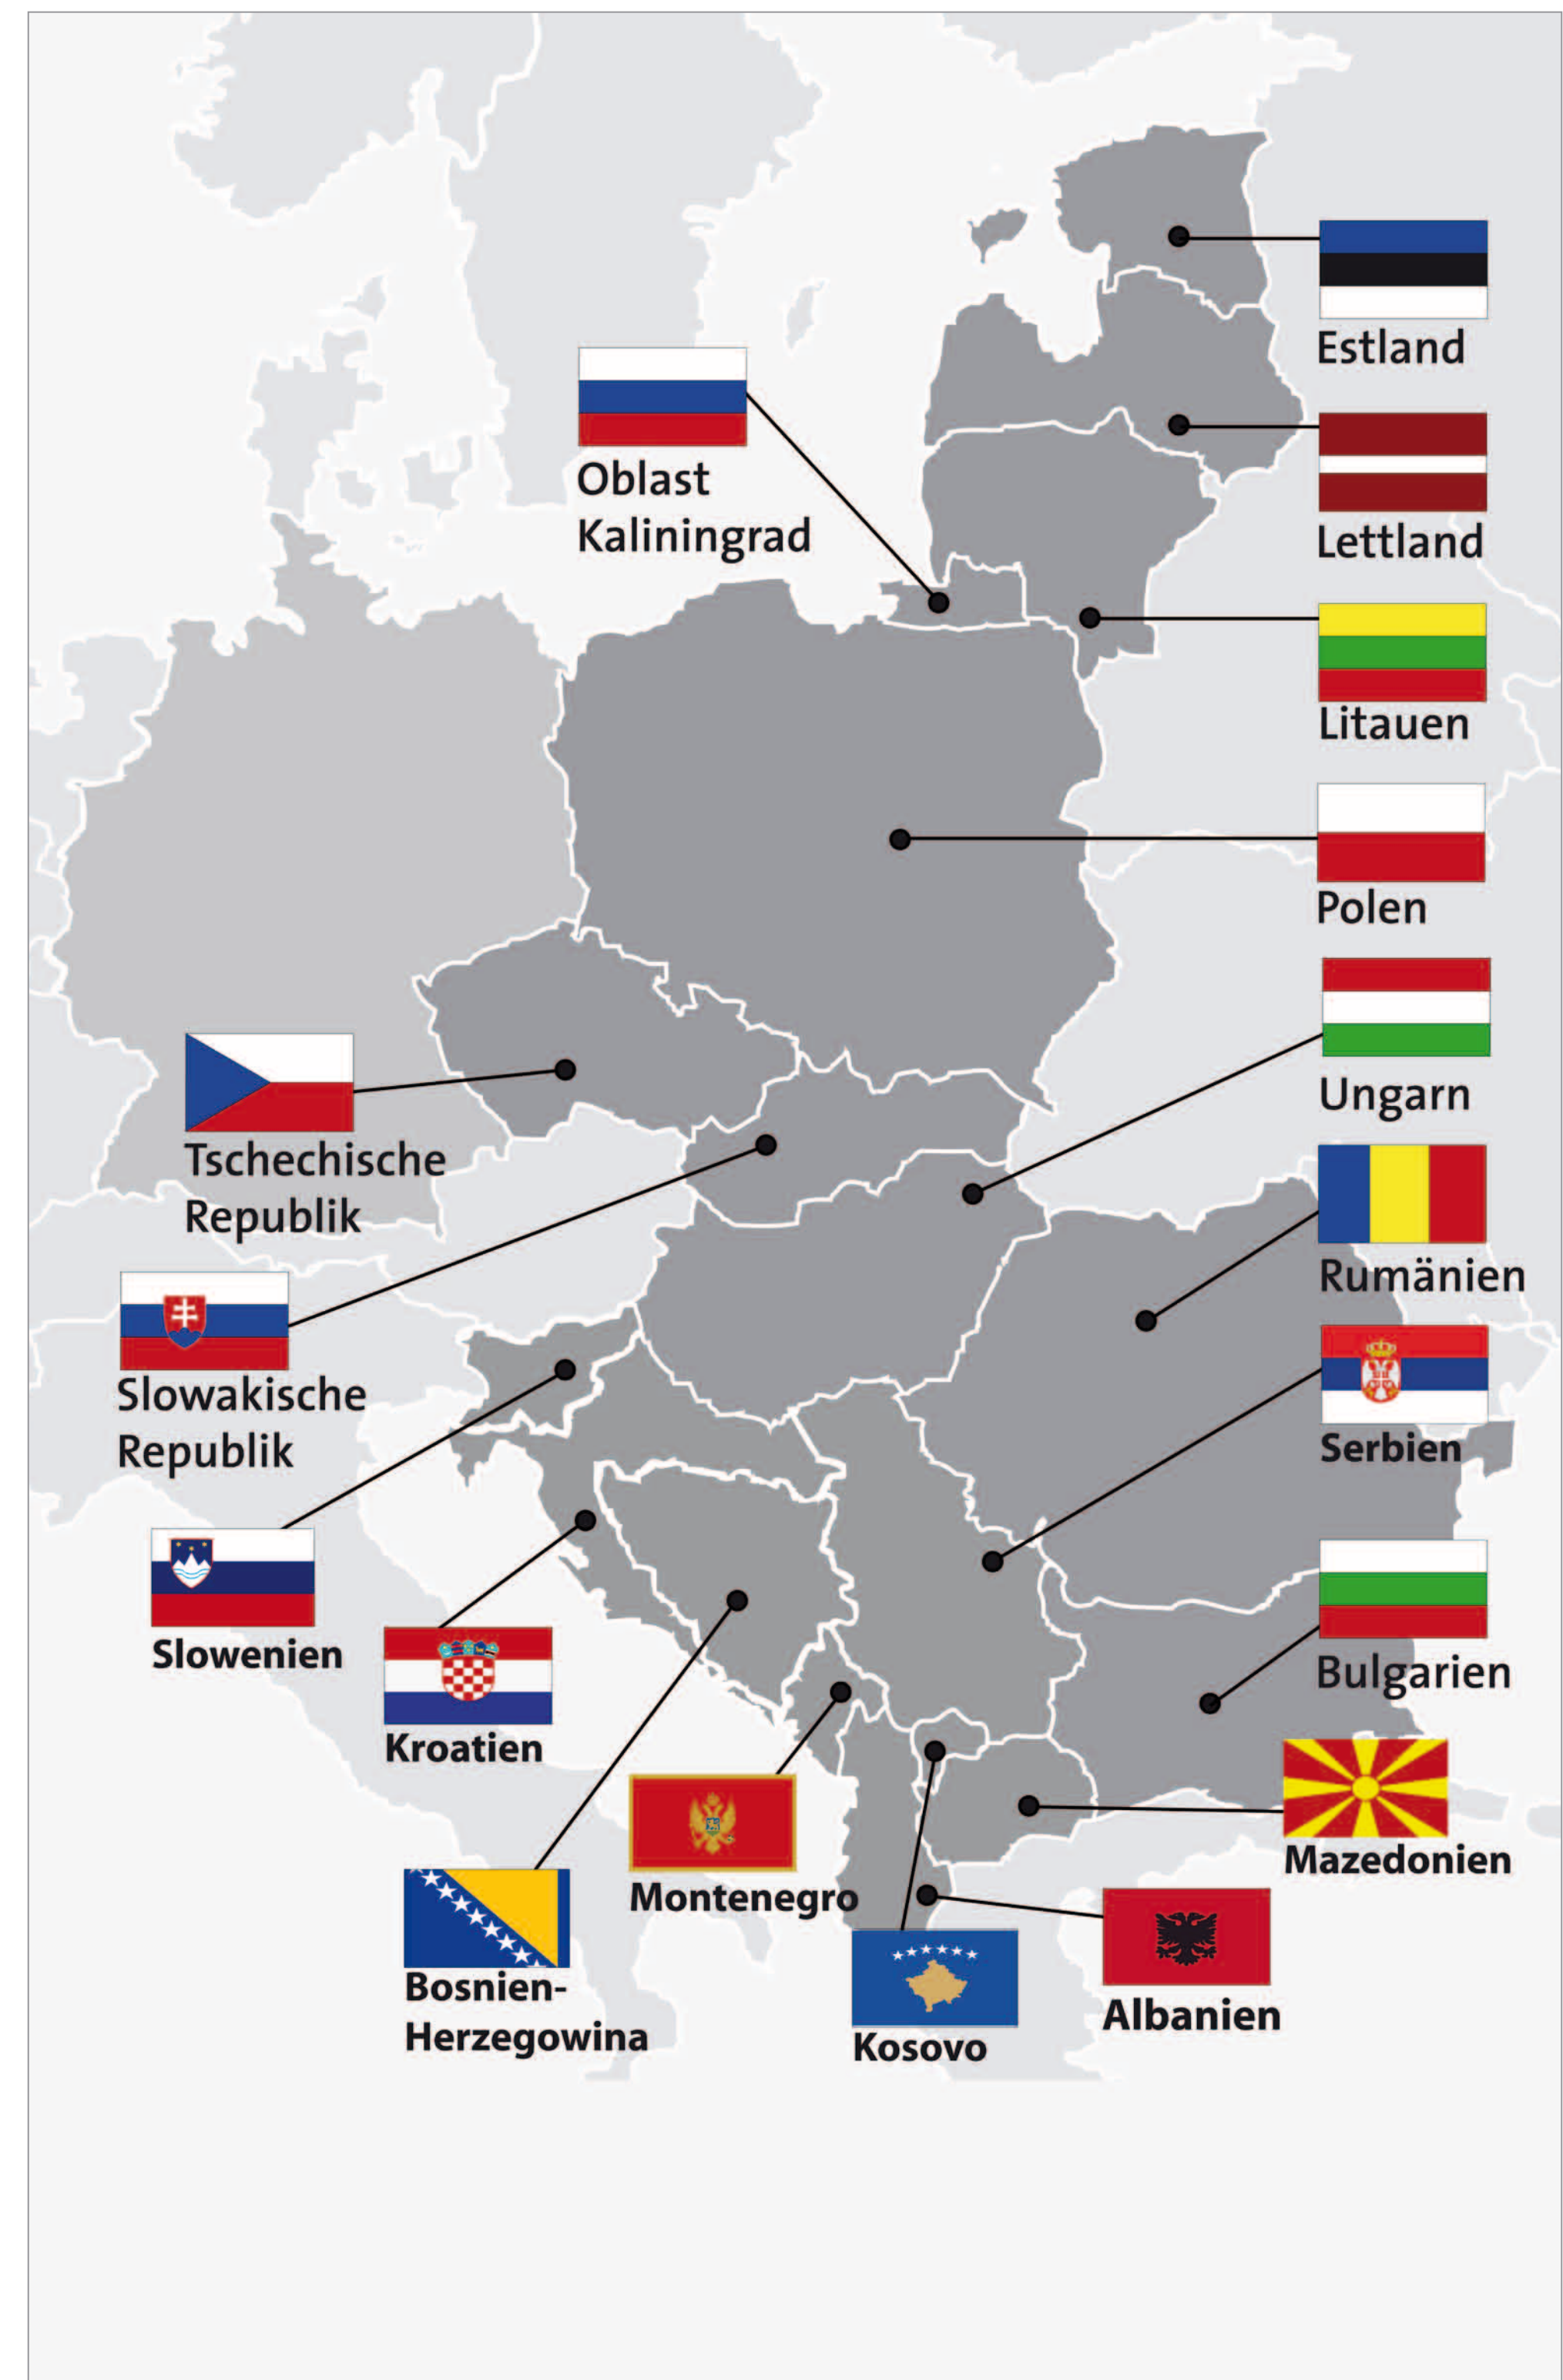 Estland
Oblast
Kaliningrad
Lettland
Litauen
Polen
Ungarn
Tschechische
Republik
Rumänien
Slowakische
Republik
Serbien
Slowenien
Bulgarien
Kroatien
Mazedonien
Montenegro
Bosnien-
Herzegowina
Albanien
Kosovo